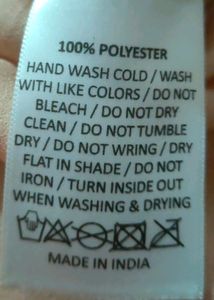 100% POLYESTER
HAND WASH COLD / WASH
WITH LIKE COLORS / DO NOT
BLEACH / DO NOT DRY
CLEAN / DO NOT TUMBLE
DRY / DO NOT WRING / DRY
FLAT IN SHADE / DO NOT
IRON / TURN INSIDE OUT
WHEN WASHING & DRYING
MADE IN INDIA